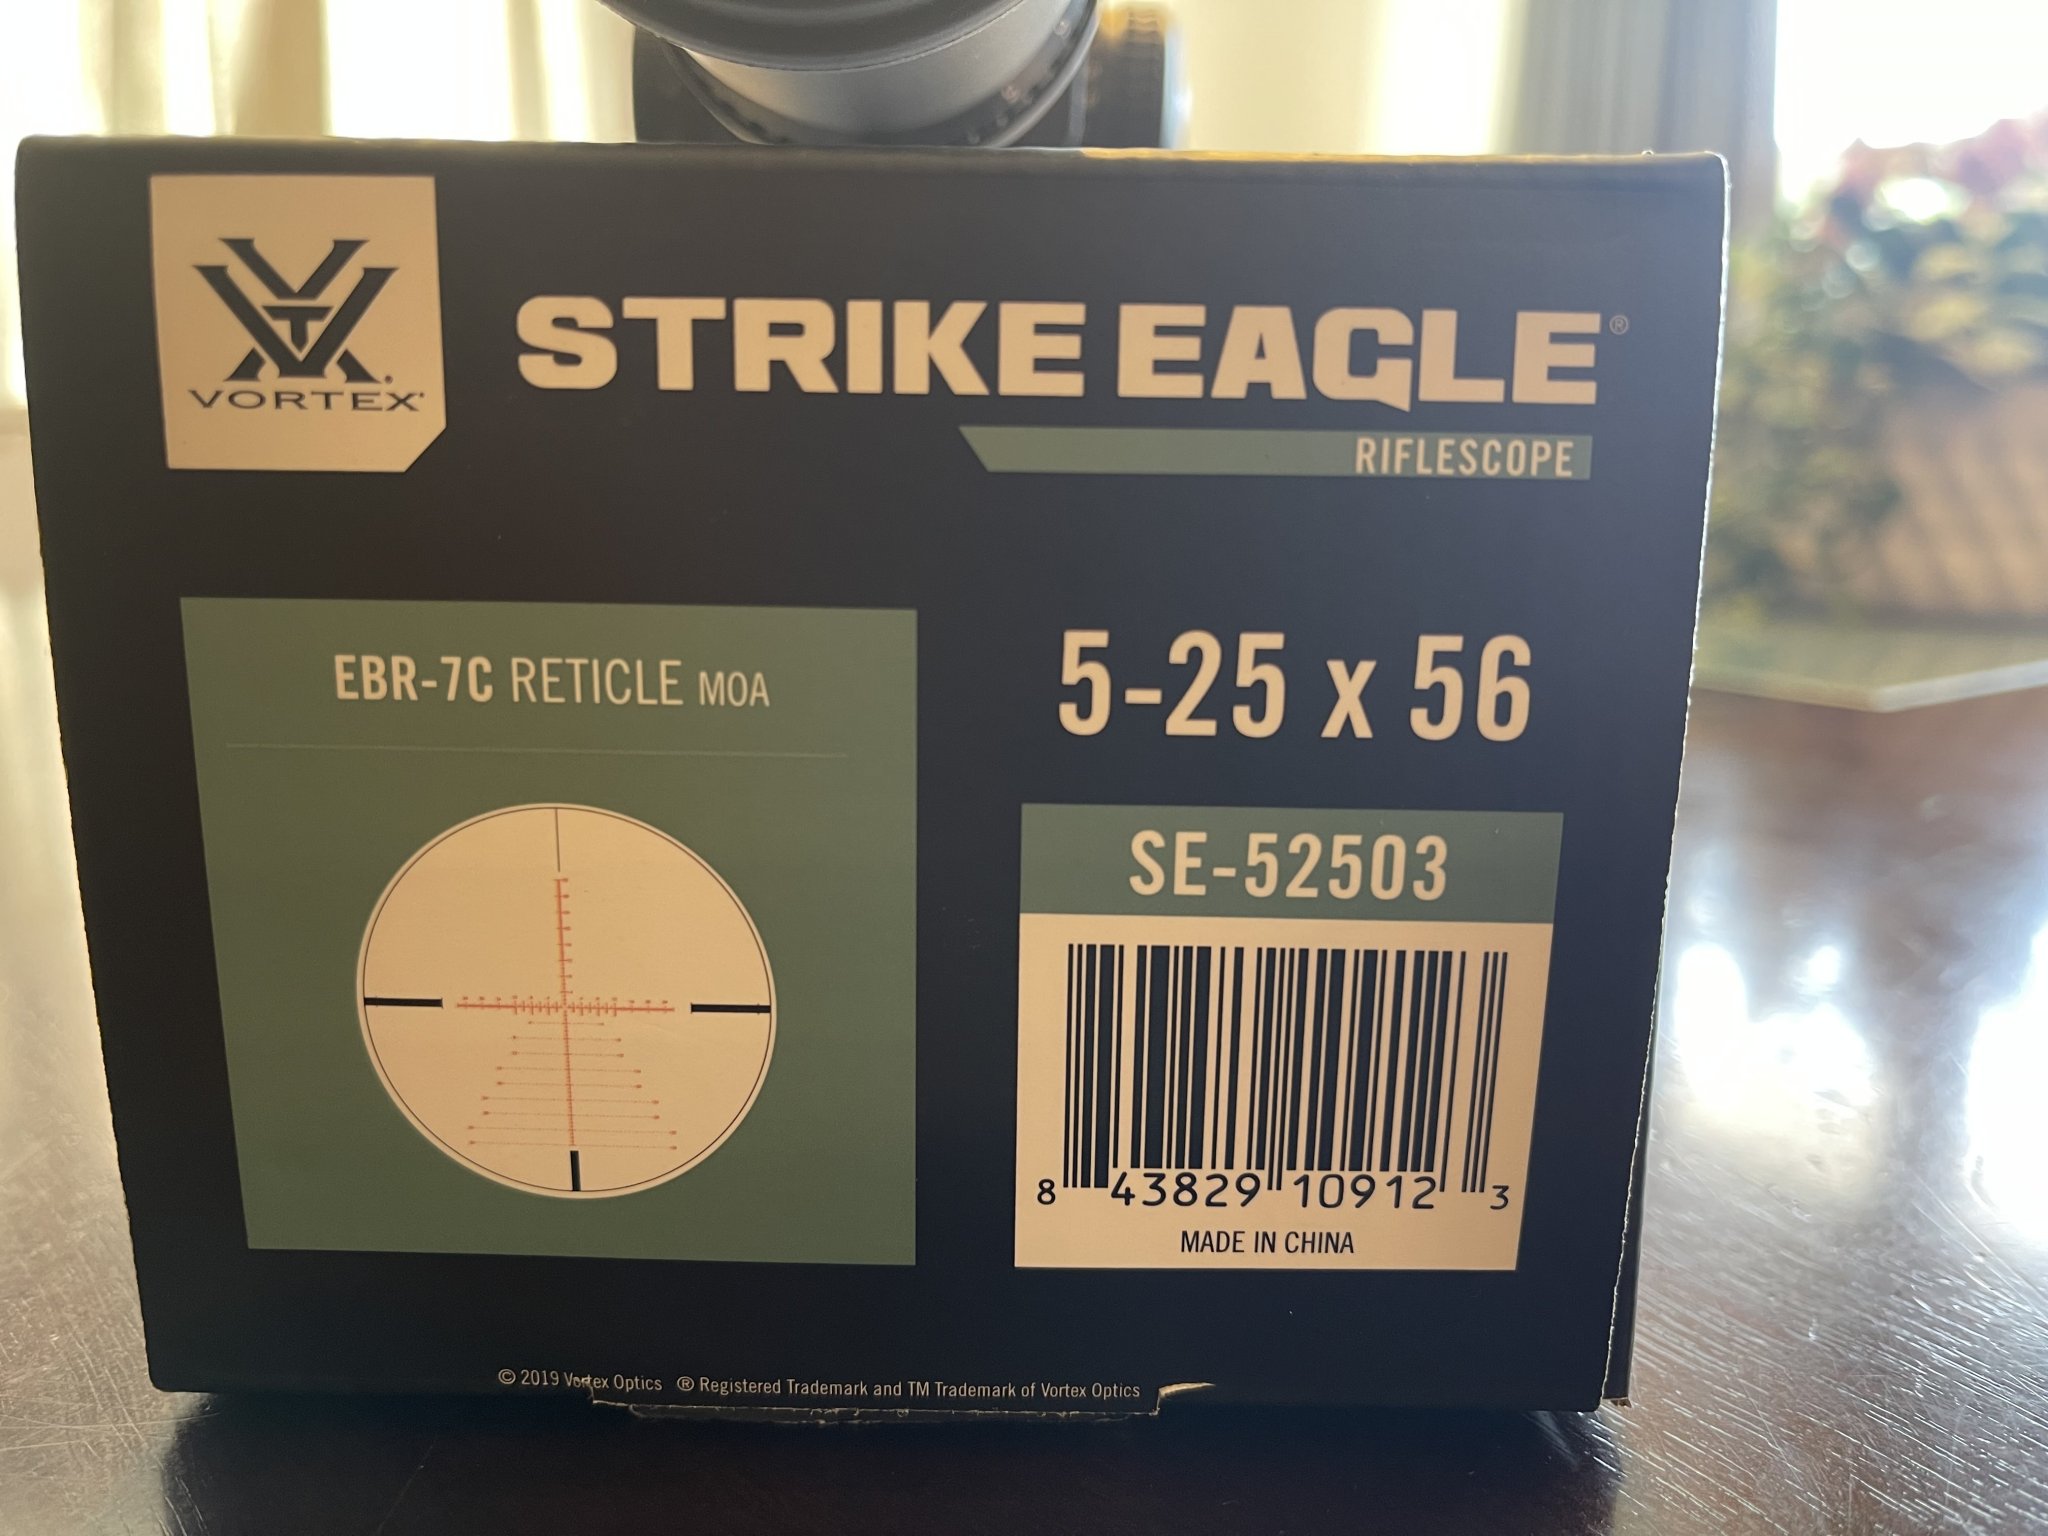 VORTEX
STRIKE EAGLE®
RIFLESCOPE
EBR-7C RETICLE MOA
5-25 x 56
SE-52503
8 43829 10912 3
MADE IN CHINA
© 2019 Vortex Optics ® Registered Trademark and TM Trademark of Vortex Optics